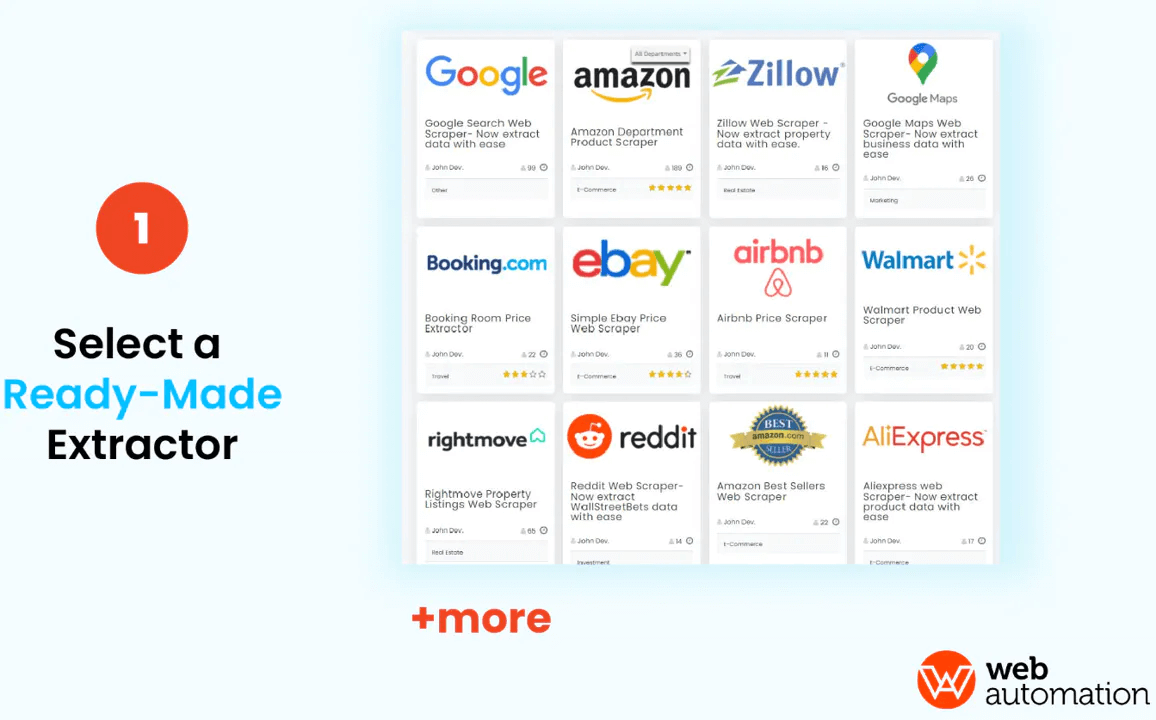 1
Select a
Ready-Made
Extractor
Google
Google Search Web
Scraper- Now extract
data with ease
John Dev.
99
Other
All Departments
amazon
Amazon Department
Product Scraper
John Dev.
189
E-Commerce
Zillow
Zillow Web Scraper -
Now extract property
data with ease.
John Dev.
16
Real Estate
Google Maps
Google Maps Web
Scraper- Now extract
business data with
ease
John Dev.
26
Marketing
Booking.com
Booking Room Price
Extractor
John Dev.
22
Travel
ebay
Simple Ebay Price
Web Scraper
John Dev.
36
E-Commerce
airbnb
Airbnb Price Scraper
John Dev.
11
Travel
Walmart
Walmart Product Web
Scraper
John Dev.
20
E-Commerce
rightmove
Rightmove Property
Listings Web Scraper
John Dev.
65
Real Estate
reddit
Reddit Web Scraper-
Now extract
WallStreetBets data
with ease
John Dev.
14
Investment
BEST
amazon.com
SELLER
Amazon Best Sellers
Web Scraper
John Dev.
22
E-Commerce
AliExpress
Aliexpress web
Scraper- Now extract
product data with
ease
John Dev.
17
E-Commerce
+more
web
automation